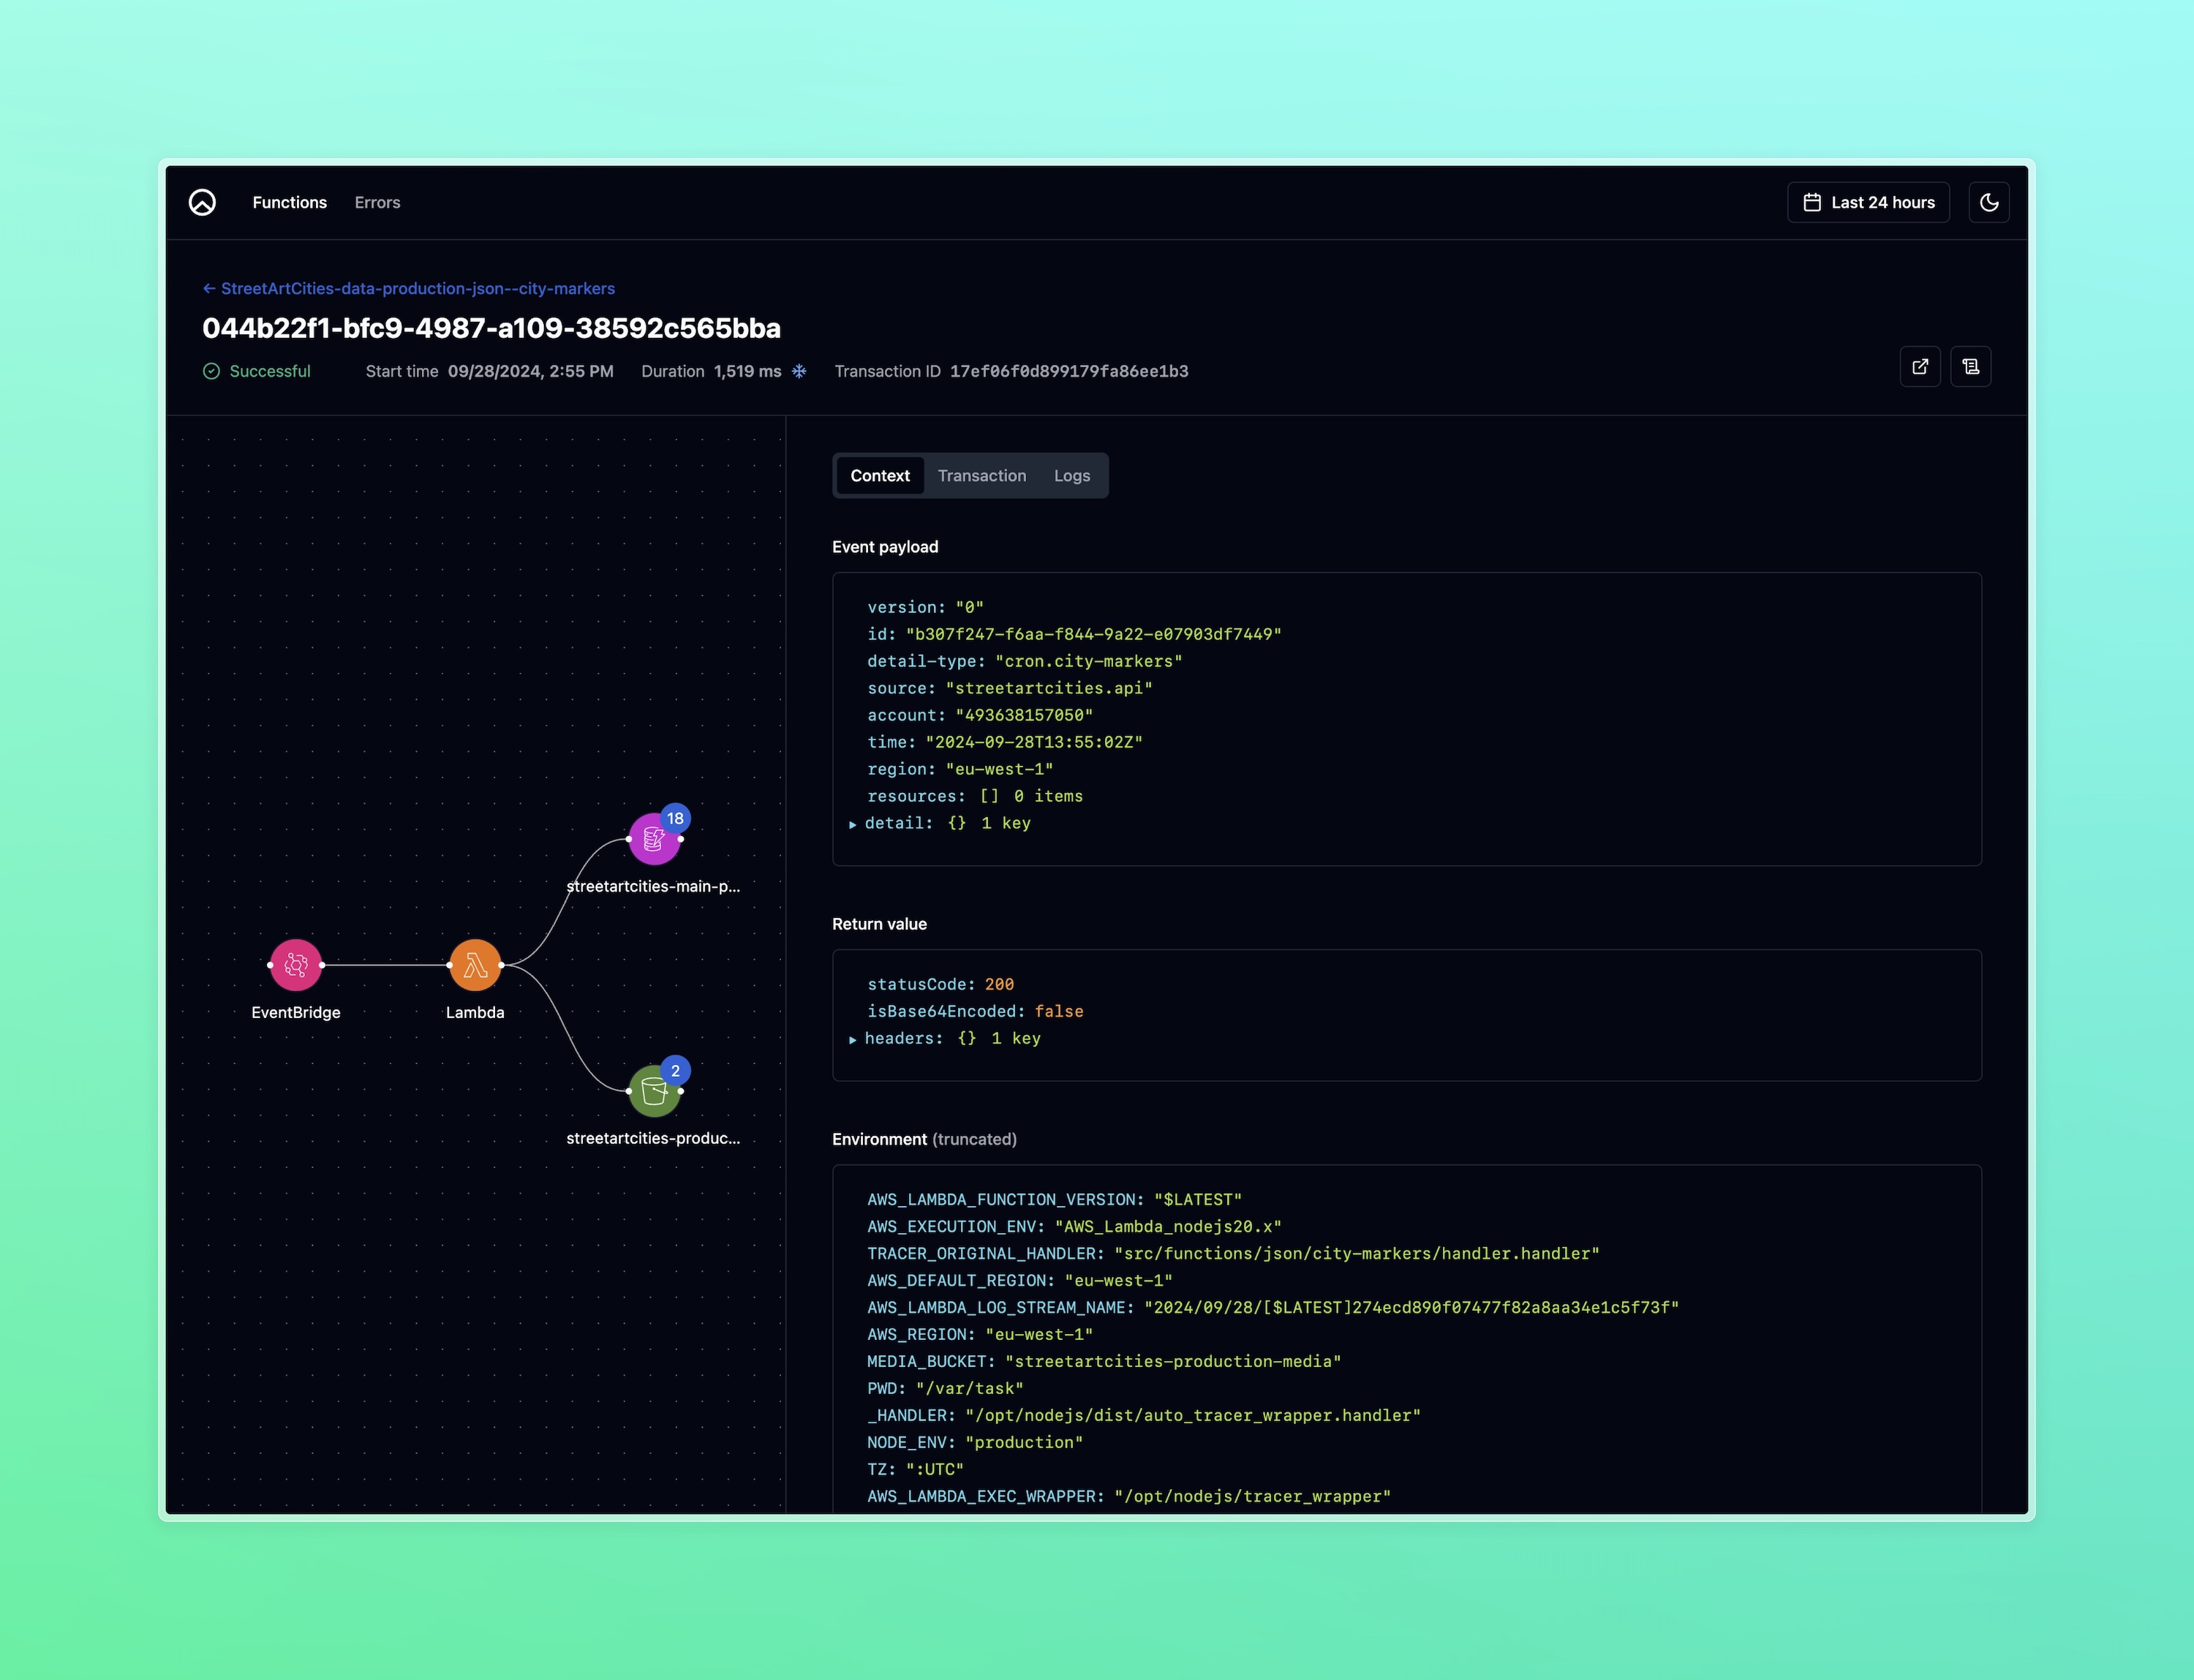 Functions Errors Last 24 hours
← StreetArtCities-data-production-json--city-markers
044b22f1-bfc9-4987-a109-38592c565bba
Successful Start time 09/28/2024, 2:55 PM Duration 1,519 ms Transaction ID 17ef06f0d899179fa86ee1b3
18
streetartcities-main-p...
EventBridge
Lambda
2
streetartcities-produc...
Context Transaction Logs
Event payload
version: "0"
id: "b307f247-f6aa-f844-9a22-e07903df7449"
detail-type: "cron.city-markers"
source: "streetartcities.api"
account: "493638157050"
time: "2024-09-28T13:55:02Z"
region: "eu-west-1"
resources: [] 0 items
▸ detail: {} 1 key
Return value
statusCode: 200
isBase64Encoded: false
▸ headers: {} 1 key
Environment (truncated)
AWS_LAMBDA_FUNCTION_VERSION: "$LATEST"
AWS_EXECUTION_ENV: "AWS_Lambda_nodejs20.x"
TRACER_ORIGINAL_HANDLER: "src/functions/json/city-markers/handler.handler"
AWS_DEFAULT_REGION: "eu-west-1"
AWS_LAMBDA_LOG_STREAM_NAME: "2024/09/28/[$LATEST]274ecd890f07477f82a8aa34e1c5f73f"
AWS_REGION: "eu-west-1"
MEDIA_BUCKET: "streetartcities-production-media"
PWD: "/var/task"
_HANDLER: "/opt/nodejs/dist/auto_tracer_wrapper.handler"
NODE_ENV: "production"
TZ: ":UTC"
AWS_LAMBDA_EXEC_WRAPPER: "/opt/nodejs/tracer_wrapper"